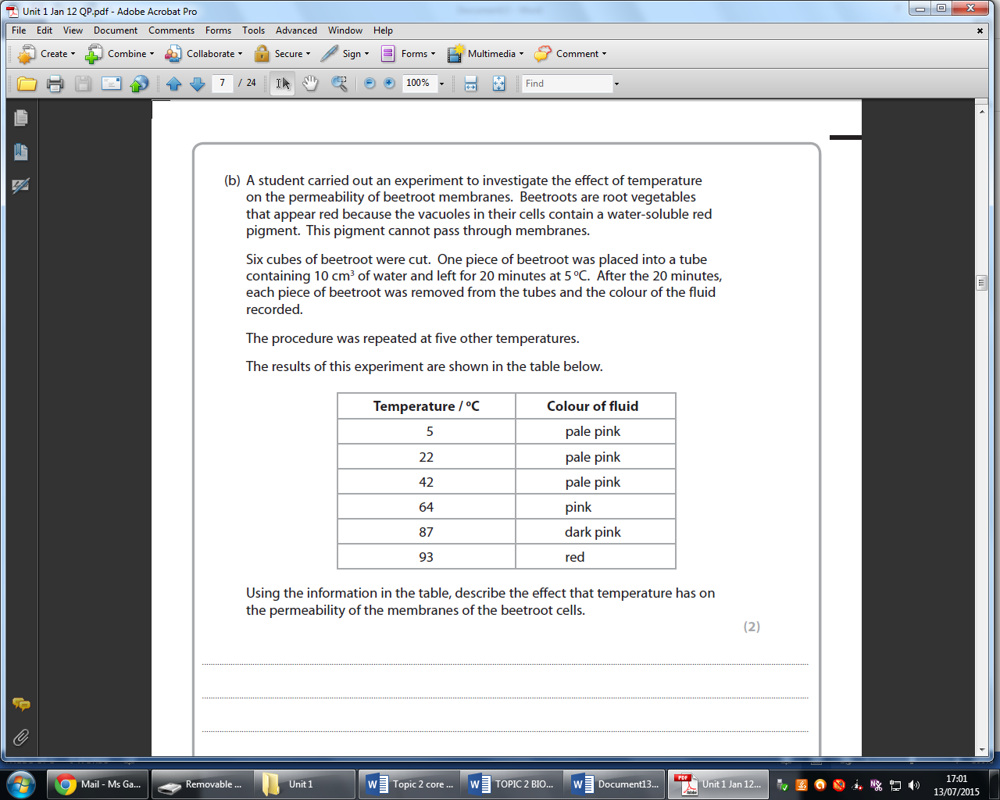 Unit 1 Jan 12 QP.pdf - Adobe Acrobat Pro
File Edit View Document Comments Forms Tools Advanced Window Help
Create Combine Collaborate Secure Sign Forms Multimedia Comment
7 / 24 100% Find
(b) A student carried out an experiment to investigate the effect of temperature
on the permeability of beetroot membranes. Beetroots are root vegetables
that appear red because the vacuoles in their cells contain a water-soluble red
pigment. This pigment cannot pass through membranes.
Six cubes of beetroot were cut. One piece of beetroot was placed into a tube
containing 10 cm³ of water and left for 20 minutes at 5 ºC. After the 20 minutes,
each piece of beetroot was removed from the tubes and the colour of the fluid
recorded.
The procedure was repeated at five other temperatures.
The results of this experiment are shown in the table below.
Temperature / ºC Colour of fluid
5 pale pink
22 pale pink
42 pale pink
64 pink
87 dark pink
93 red
Using the information in the table, describe the effect that temperature has on
the permeability of the membranes of the beetroot cells.
(2)
Mail - Ms Ga... Removable ... Unit 1 Topic 2 core ... TOPIC 2 BIO... Document13... Unit 1 Jan 12... 17:01
13/07/2015